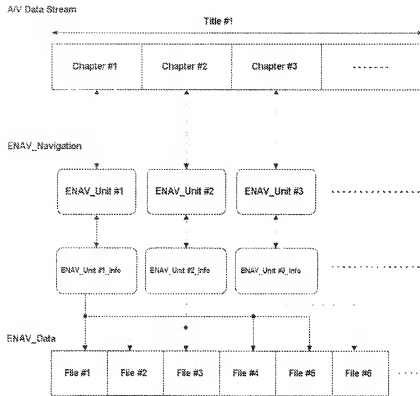 A/V Data Stream
Title #1
Chapter #1 Chapter #2 Chapter #3
ENAV_Navigation
ENAV_Unit #1 ENAV_Unit #2 ENAV_Unit #3
ENAV_Unit #1_Info ENAV_Unit #2_Info ENAV_Unit #3_Info
ENAV_Data
File #1 File #2 File #3 File #4 File #5 File #6